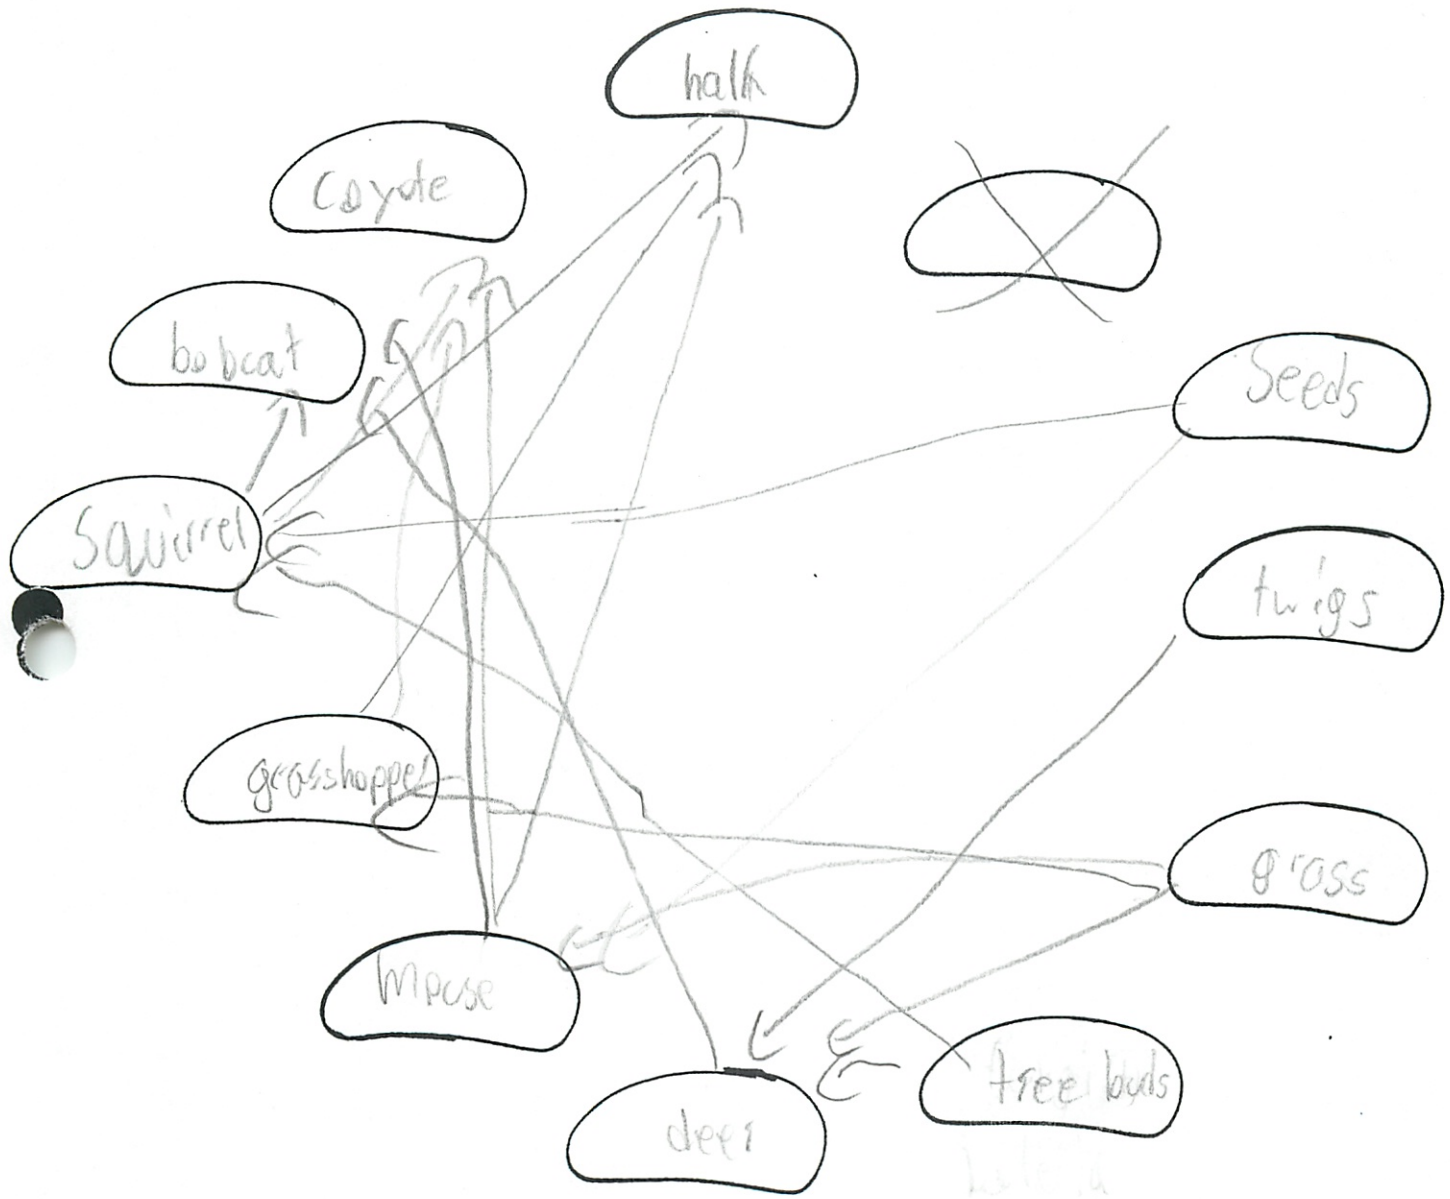 halk
Coyote
bobcat
Seeds
Squirrel
twigs
grasshopper
grass
mouse
tree buds
deer